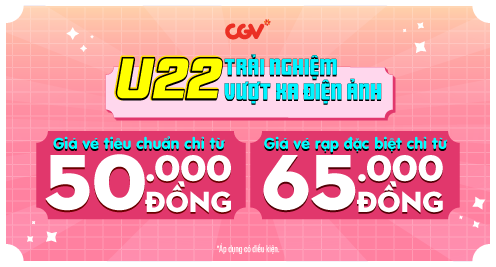 CGV*
U22 TRẢI NGHIỆM
VƯỢT XA ĐIỆN ẢNH
Giá vé tiêu chuẩn chỉ từ
50.000
ĐỒNG
Giá vé rạp đặc biệt chỉ từ
65.000
ĐỒNG
*Áp dụng có điều kiện.